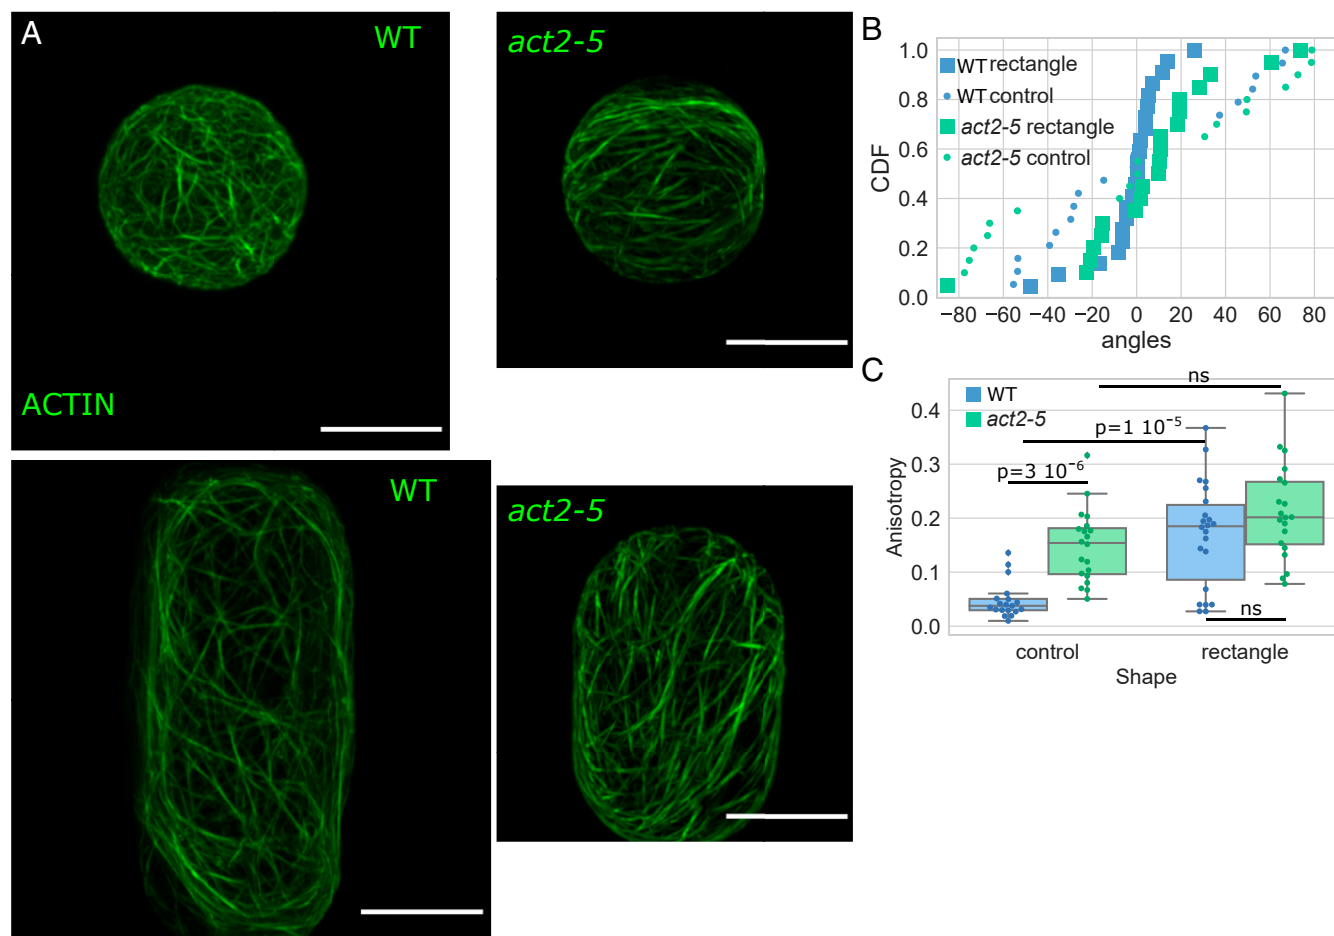 A
WT
ACTIN
act2-5
WT
act2-5
B
1.0
0.8
0.6
0.4
0.2
0.0
CDF
WT rectangle
WT control
act2-5 rectangle
act2-5 control
−80 −60 −40 −20 0 20 40 60 80
angles
C
0.4
0.3
0.2
0.1
0.0
Anisotropy
WT
act2-5
ns
p=1 10⁻⁵
p=3 10⁻⁶
ns
control rectangle
Shape